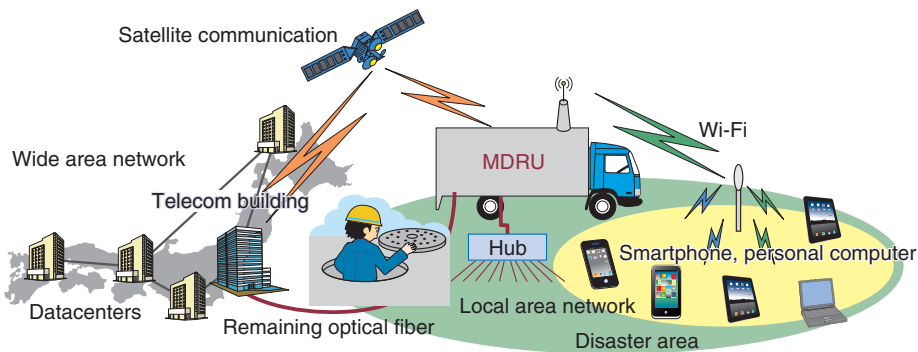 Satellite communication
Wi-Fi
Wide area network
MDRU
Telecom building
Hub
Smartphone, personal computer
Datacenters
Local area network
Remaining optical fiber
Disaster area